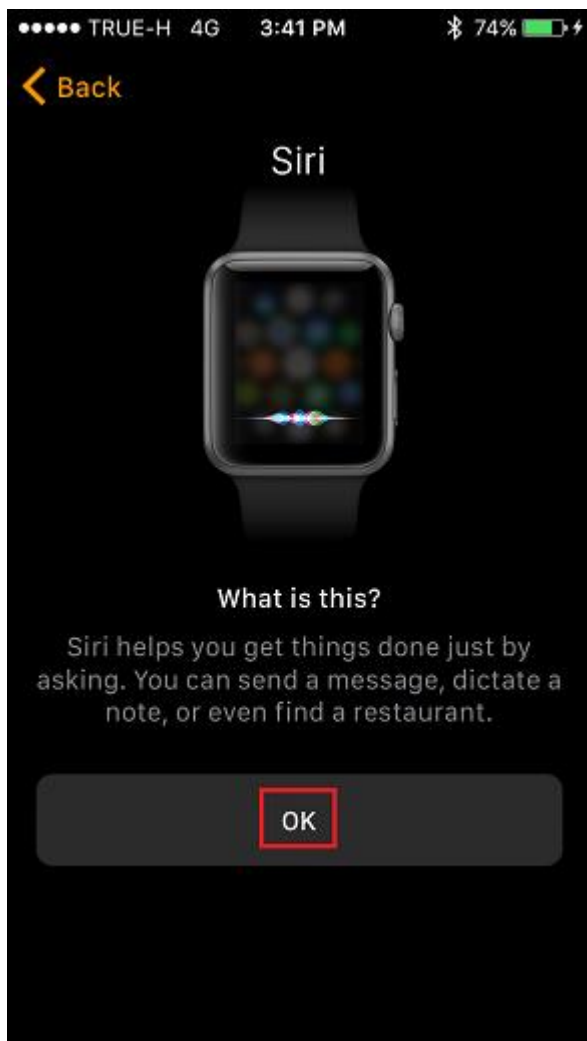 TRUE-H 4G 3:41 PM 74%
Back
Siri
What is this?
Siri helps you get things done just by
asking. You can send a message, dictate a
note, or even find a restaurant.
OK